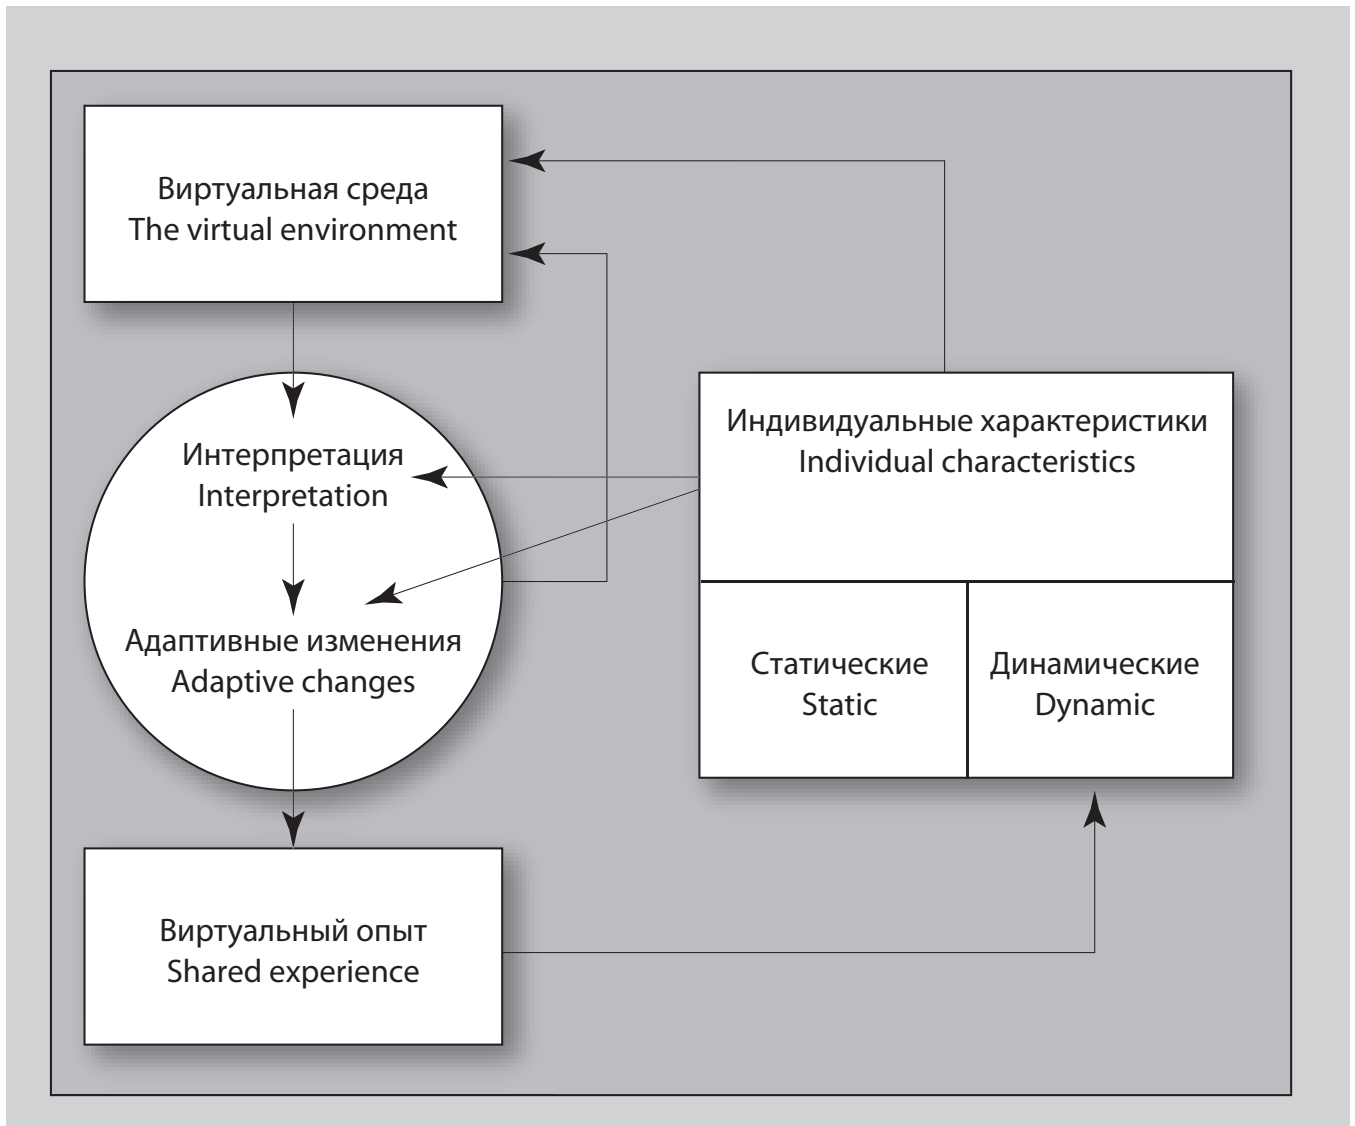 Виртуальная среда
The virtual environment
Интерпретация
Interpretation
Адаптивные изменения
Adaptive changes
Виртуальный опыт
Shared experience
Индивидуальные характеристики
Individual characteristics
Статические
Static
Динамические
Dynamic